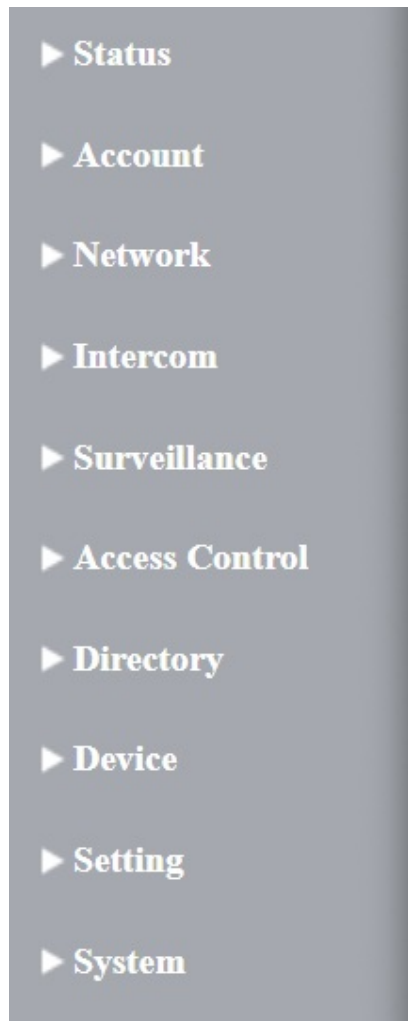 Status
Account
Network
Intercom
Surveillance
Access Control
Directory
Device
Setting
System